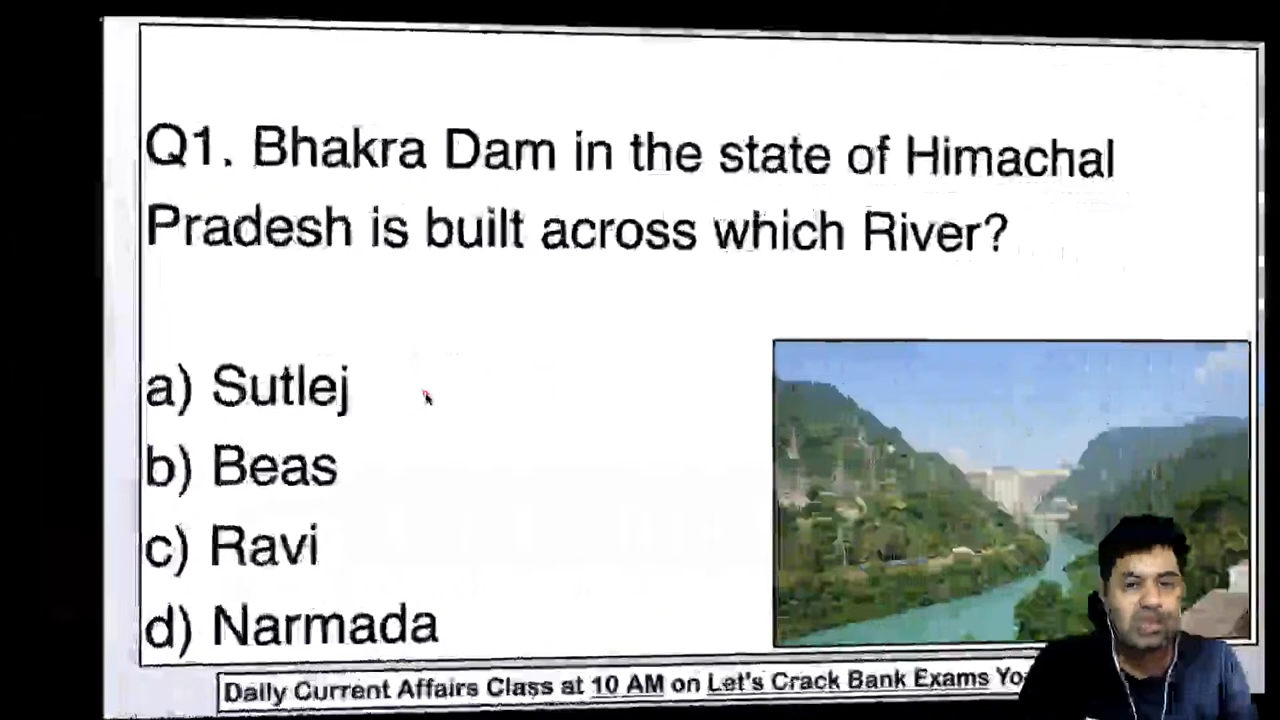 Q1. Bhakra Dam in the state of Himachal
Pradesh is built across which River?
a) Sutlej
b) Beas
c) Ravi
d) Narmada
Daily Current Affairs Class at 10 AM on Let's Crack Bank Exams